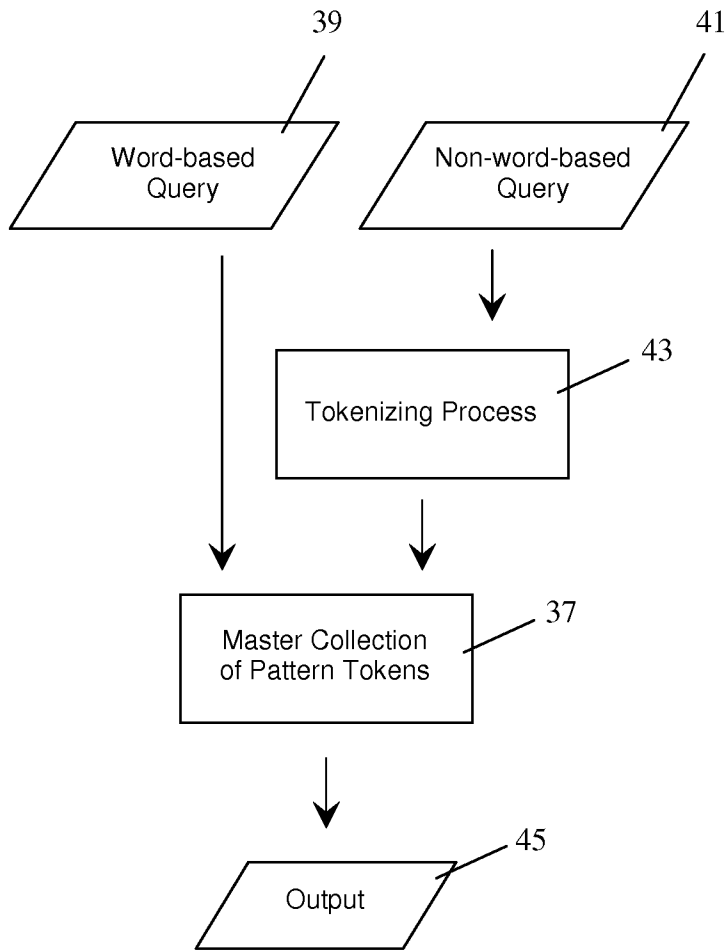 39
41
Word-based
Query
Non-word-based
Query
43
Tokenizing Process
37
Master Collection
of Pattern Tokens
45
Output